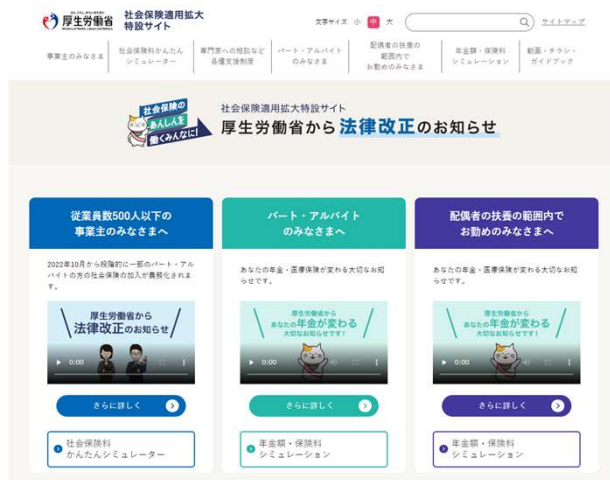 厚生労働省
社会保険適用拡大
特設サイト
文字サイズ 小 中 大
サイトマップ
事業主のみなさま
社会保険料かんたん
シミュレーター
専門家への相談など
各種支援制度
パート・アルバイト
のみなさま
配偶者の扶養の
範囲内で
お勤めのみなさま
年金額・保険料
シミュレーション
動画・チラシ・
ガイドブック
社会保険の
あんしんを
働くみんなに!
社会保険適用拡大特設サイト
厚生労働省から法律改正のお知らせ
従業員数500人以下の
事業主のみなさまへ
2022年10月から段階的に一部のパート・アル
バイトの方の社会保険の加入が義務化されま
す。
厚生労働省から
法律改正のお知らせ
0:00
さらに詳しく
社会保険料
かんたんシミュレーター
パート・アルバイト
のみなさまへ
あなたの年金・医療保険が変わる大切なお知
らせです。
厚生労働省から
あなたの年金が変わる
大切なお知らせです!
0:00
さらに詳しく
年金額・保険料
シミュレーション
配偶者の扶養の範囲内で
お勤めのみなさまへ
あなたの年金・医療保険が変わる大切なお知
らせです。
厚生労働省から
あなたの年金が変わる
大切なお知らせです!
0:00
さらに詳しく
年金額・保険料
シミュレーション